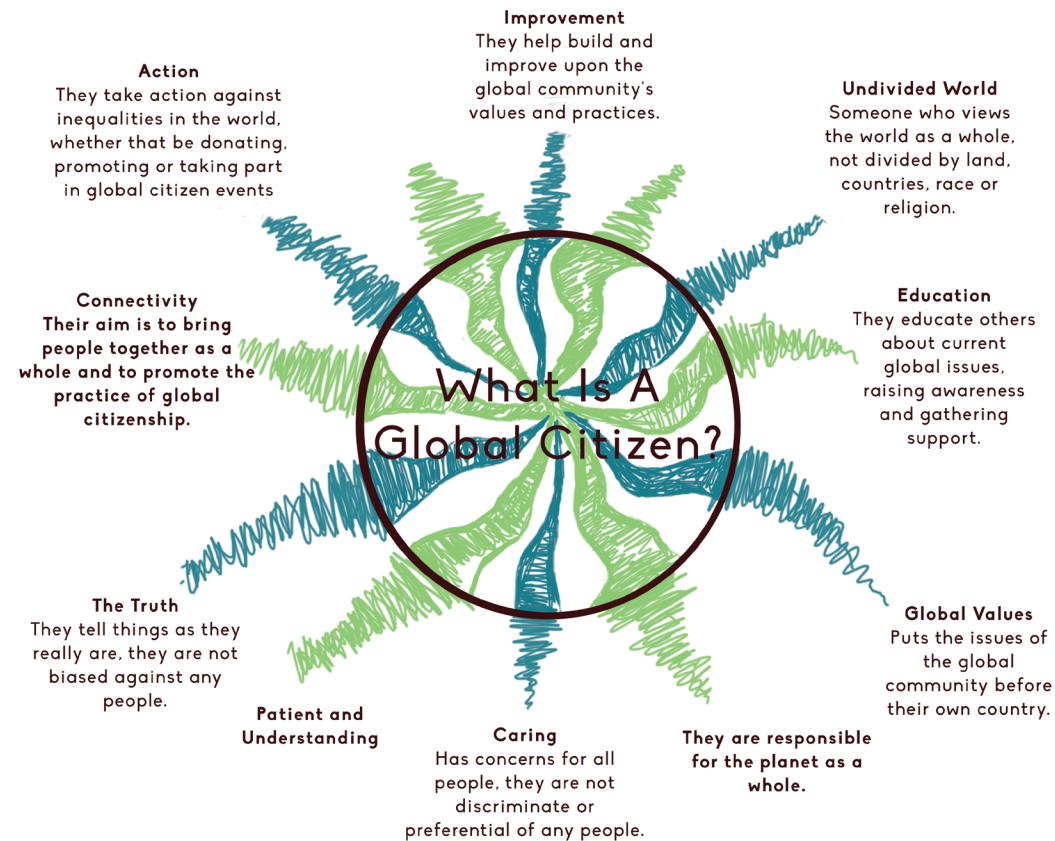 Improvement
They help build and
improve upon the
global community's
values and practices.
Action
They take action against
inequalities in the world,
whether that be donating,
promoting or taking part
in global citizen events
Undivided World
Someone who views
the world as a whole,
not divided by land,
countries, race or
religion.
Connectivity
Their aim is to bring
people together as a
whole and to promote the
practice of global
citizenship.
Education
They educate others
about current
global issues,
raising awareness
and gathering
support.
What Is A
Global Citizen?
The Truth
They tell things as they
really are, they are not
biased against any
people.
Global Values
Puts the issues of
the global
community before
their own country.
Patient and
Understanding
Caring
Has concerns for all
people, they are not
discriminate or
preferential of any people.
They are responsible
for the planet as a
whole.